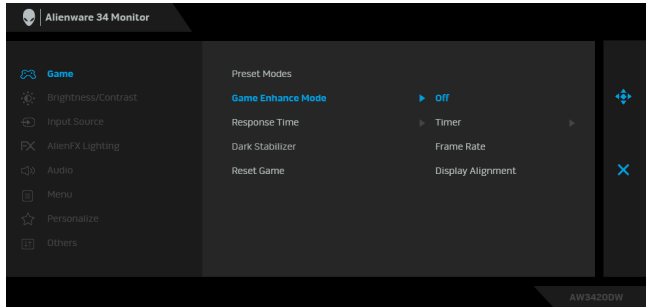 Alienware 34 Monitor
Game
Preset Modes
Brightness/Contrast
Game Enhance Mode
Off
Input Source
Response Time
Timer
AlienFX Lighting
Dark Stabilizer
Frame Rate
Audio
Reset Game
Display Alignment
Menu
Personalize
Others
AW3420DW